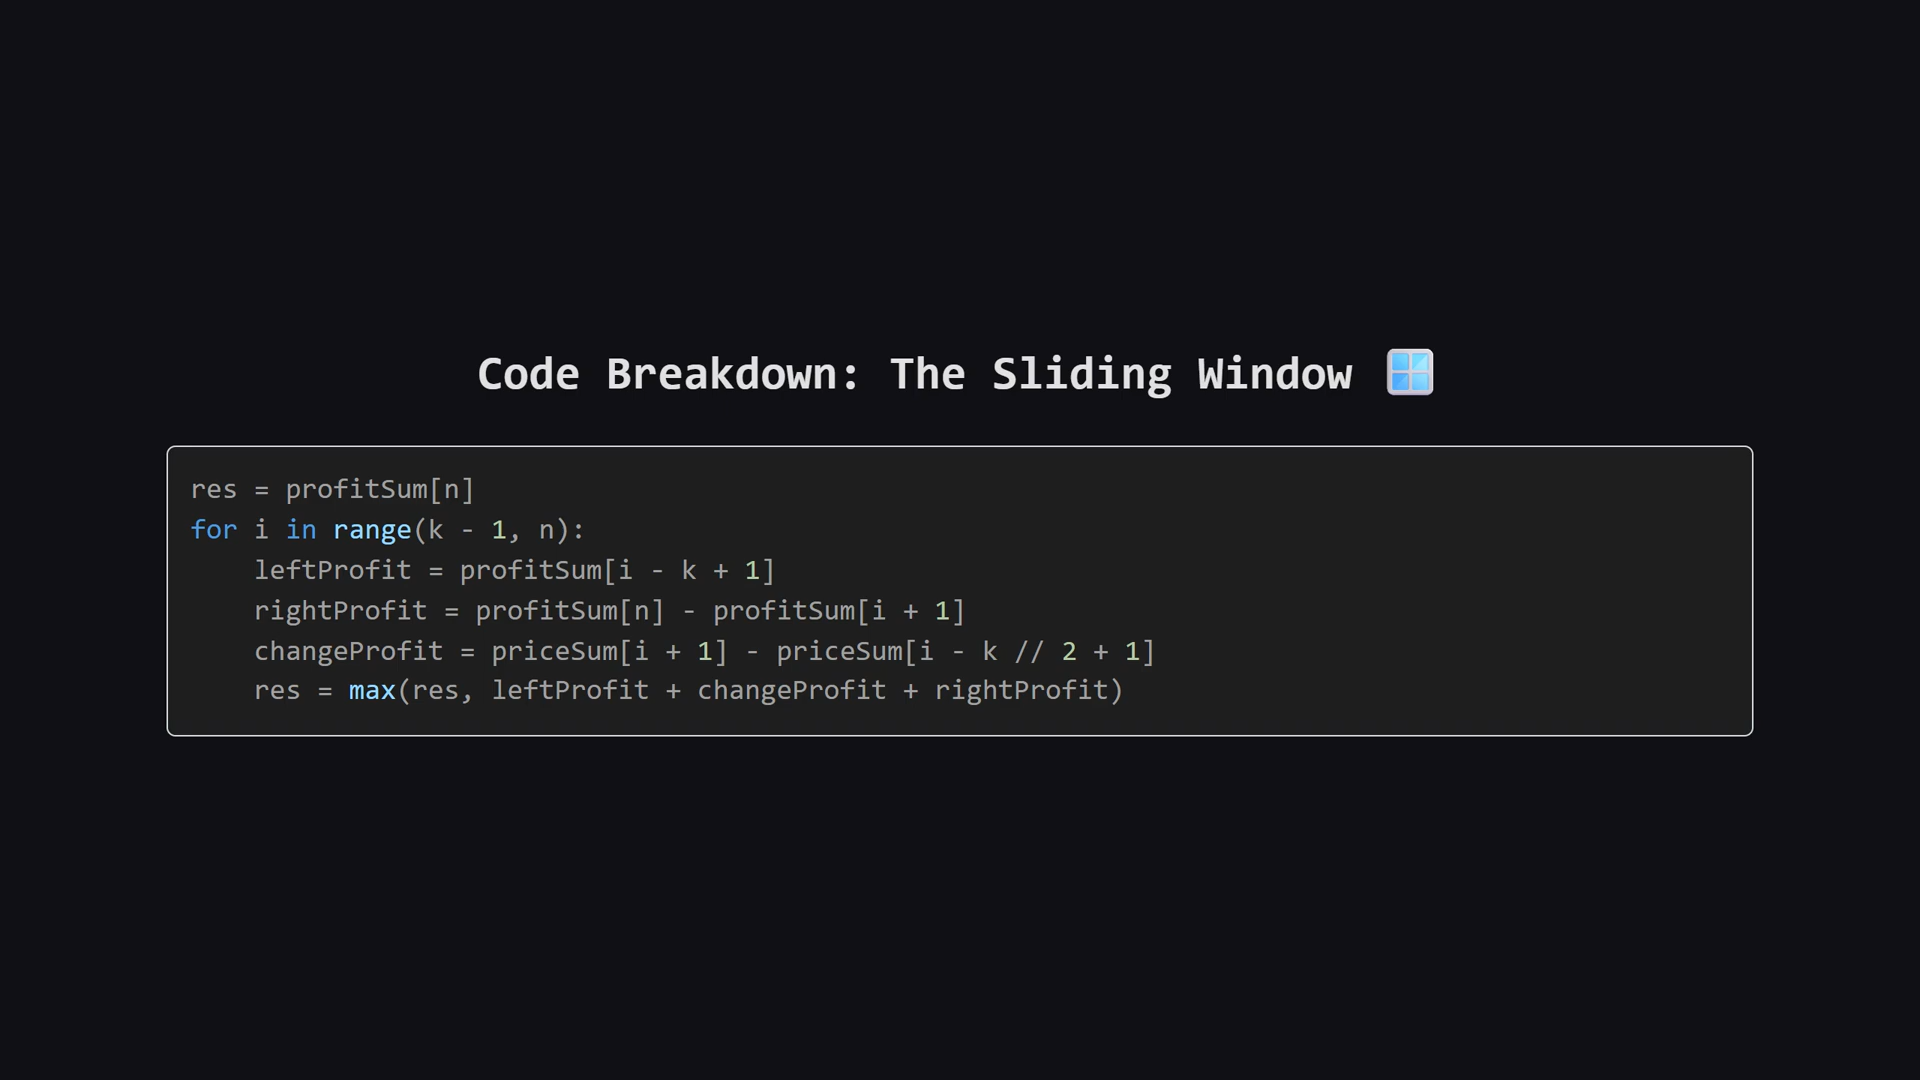 Code Breakdown: The Sliding Window 🪟
res = profitSum[n]
for i in range(k - 1, n):
    leftProfit = profitSum[i - k + 1]
    rightProfit = profitSum[n] - profitSum[i + 1]
    changeProfit = priceSum[i + 1] - priceSum[i - k // 2 + 1]
    res = max(res, leftProfit + changeProfit + rightProfit)